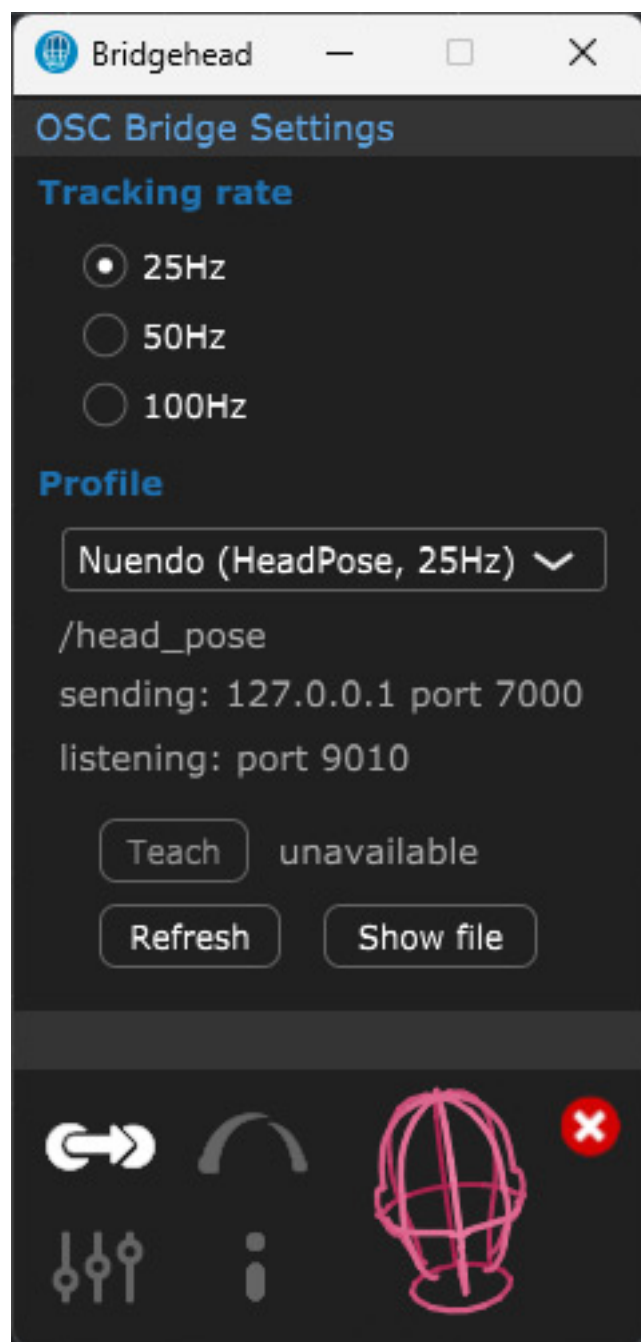 Bridgehead
OSC Bridge Settings
Tracking rate
25Hz
50Hz
100Hz
Profile
Nuendo (HeadPose, 25Hz)
/head_pose
sending: 127.0.0.1 port 7000
listening: port 9010
Teach unavailable
Refresh Show file